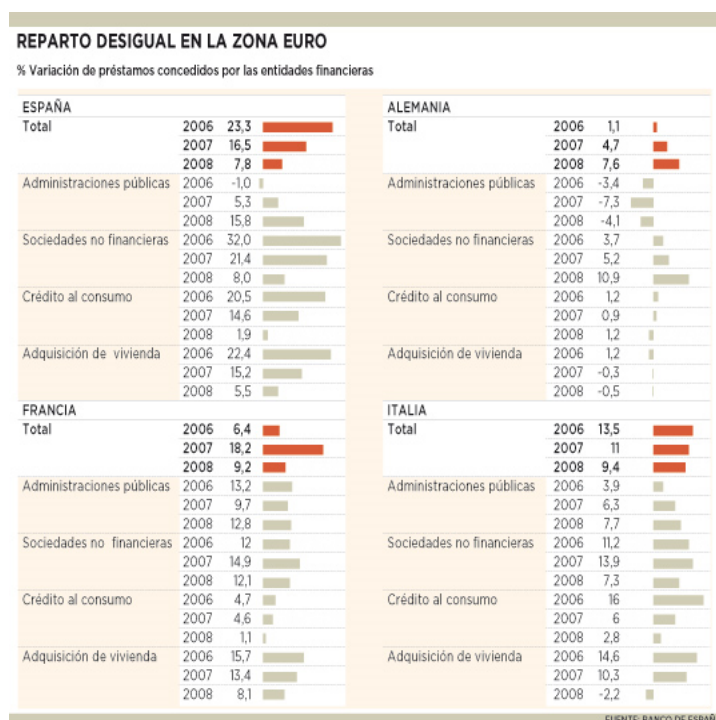 REPARTO DESIGUAL EN LA ZONA EURO
% Variación de préstamos concedidos por las entidades financieras
ESPAÑA
Total 2006 23,3
2007 16,5
2008 7,8
Administraciones públicas 2006 -1,0
2007 5,3
2008 15,8
Sociedades no financieras 2006 32,0
2007 21,4
2008 8,0
Crédito al consumo 2006 20,5
2007 14,6
2008 1,9
Adquisición de vivienda 2006 22,4
2007 15,2
2008 5,5
ALEMANIA
Total 2006 1,1
2007 4,7
2008 7,6
Administraciones públicas 2006 -3,4
2007 -7,3
2008 -4,1
Sociedades no financieras 2006 3,7
2007 5,2
2008 10,9
Crédito al consumo 2006 1,2
2007 0,9
2008 1,2
Adquisición de vivienda 2006 1,2
2007 -0,3
2008 -0,5
FRANCIA
Total 2006 6,4
2007 18,2
2008 9,2
Administraciones públicas 2006 13,2
2007 9,7
2008 12,8
Sociedades no financieras 2006 12
2007 14,9
2008 12,1
Crédito al consumo 2006 4,7
2007 4,6
2008 1,1
Adquisición de vivienda 2006 15,7
2007 13,4
2008 8,1
ITALIA
Total 2006 13,5
2007 11
2008 9,4
Administraciones públicas 2006 3,9
2007 6,3
2008 7,7
Sociedades no financieras 2006 11,2
2007 13,9
2008 7,3
Crédito al consumo 2006 16
2007 6
2008 2,8
Adquisición de vivienda 2006 14,6
2007 10,3
2008 -2,2
FUENTE: BANCO DE ESPAÑ